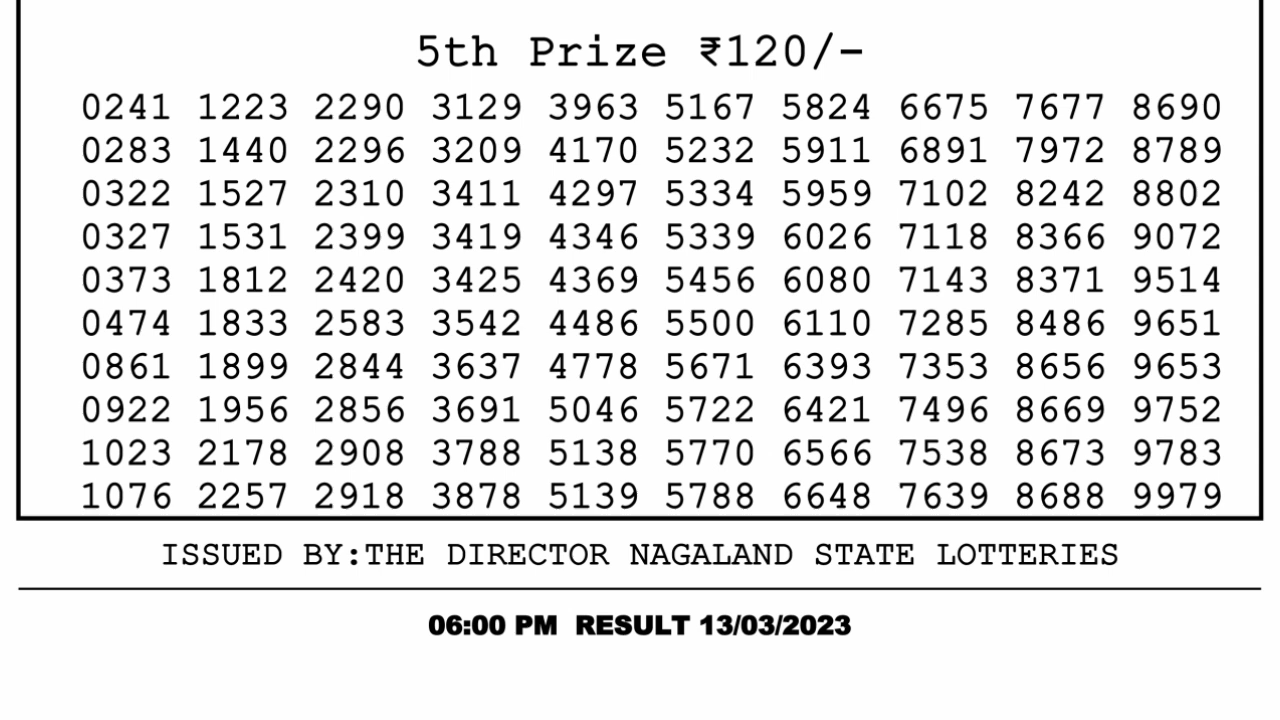 5th Prize ₹120/-
0241 1223 2290 3129 3963 5167 5824 6675 7677 8690
0283 1440 2296 3209 4170 5232 5911 6891 7972 8789
0322 1527 2310 3411 4297 5334 5959 7102 8242 8802
0327 1531 2399 3419 4346 5339 6026 7118 8366 9072
0373 1812 2420 3425 4369 5456 6080 7143 8371 9514
0474 1833 2583 3542 4486 5500 6110 7285 8486 9651
0861 1899 2844 3637 4778 5671 6393 7353 8656 9653
0922 1956 2856 3691 5046 5722 6421 7496 8669 9752
1023 2178 2908 3788 5138 5770 6566 7538 8673 9783
1076 2257 2918 3878 5139 5788 6648 7639 8688 9979
ISSUED BY:THE DIRECTOR NAGALAND STATE LOTTERIES
06:00 PM RESULT 13/03/2023